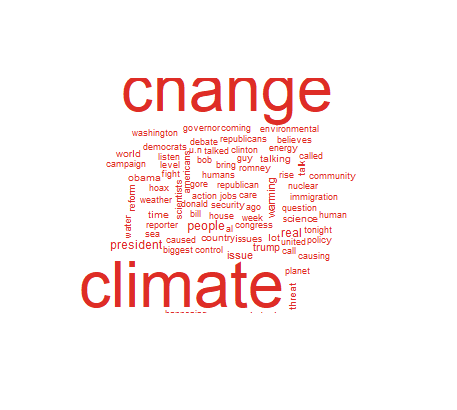 change
washington governor coming environmental
debate republicans believes
democrats u.n talked clinton energy
world listen bob guy talking called
campaign level americans bring romney talk
obama fight humans rise community
hoax scientists gore republican warming nuclear
reform weather action jobs care immigration
donald security ago question
water time bill house week science human
reporter people al congress real tonight
sea caused country issues lot united policy
president biggest control trump call
issue causing
climate planet
threat